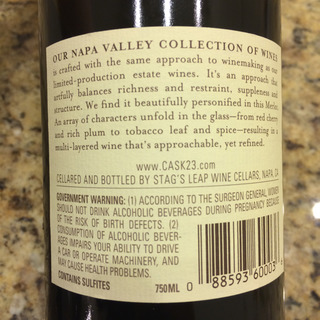 OUR NAPA VALLEY COLLECTION OF WINES
is crafted with the same approach to winemaking as our
limited-production estate wines. It's an approach that
artfully balances richness and restraint, suppleness and
structure. We find it beautifully personified in this Merlot.
An array of characters unfold in the glass—from red cherry
and rich plum to tobacco leaf and spice—resulting in a
multi-layered wine that's approachable, yet refined.
WWW.CASK23.COM
CELLARED AND BOTTLED BY STAG'S LEAP WINE CELLARS, NAPA, CA
GOVERNMENT WARNING: (1) ACCORDING TO THE SURGEON GENERAL, WOMEN
SHOULD NOT DRINK ALCOHOLIC BEVERAGES DURING PREGNANCY BECAUSE
OF THE RISK OF BIRTH DEFECTS. (2)
CONSUMPTION OF ALCOHOLIC BEVER-
AGES IMPAIRS YOUR ABILITY TO DRIVE
A CAR OR OPERATE MACHINERY, AND
MAY CAUSE HEALTH PROBLEMS.
CONTAINS SULFITES 750ML 0 88593 60003